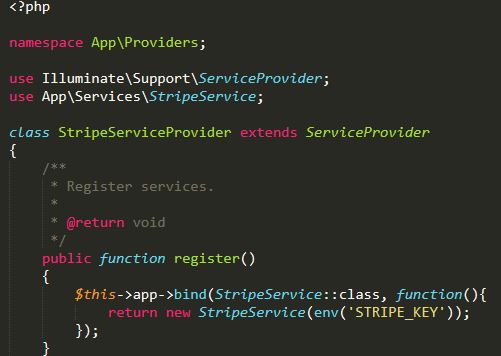 <?php
namespace App\Providers;
use Illuminate\Support\ServiceProvider;
use App\Services\StripeService;
class StripeServiceProvider extends ServiceProvider
{
    /**
     * Register services.
     *
     * @return void
     */
    public function register()
    {
        $this->app->bind(StripeService::class, function(){
            return new StripeService(env('STRIPE_KEY'));
        });
    }